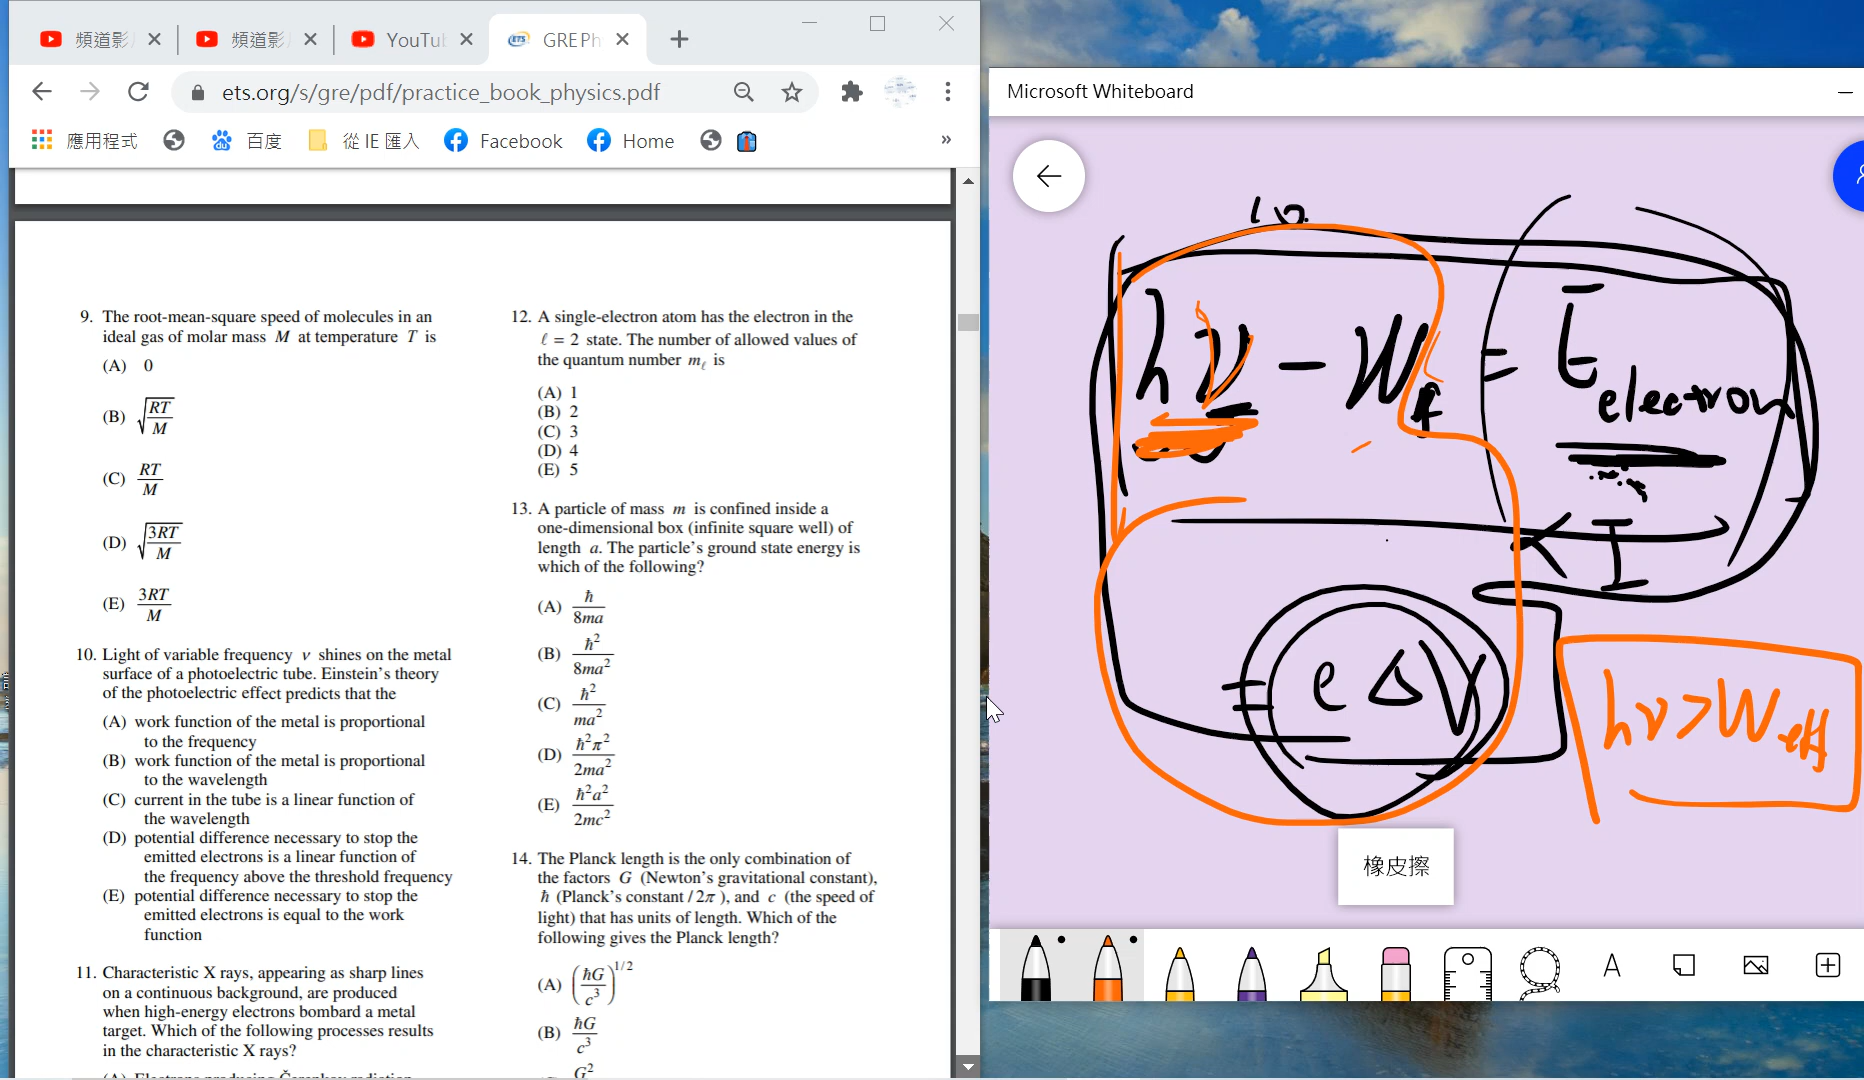 頻道影
頻道影
YouTub
GRE Ph
ets.org/s/gre/pdf/practice_book_physics.pdf
應用程式
百度
從 IE 匯入
Facebook
Home
»
9. The root-mean-square speed of molecules in an
ideal gas of molar mass M at temperature T is
(A) 0
(B) √(RT/M)
(C) RT/M
(D) √(3RT/M)
(E) 3RT/M
10. Light of variable frequency ν shines on the metal
surface of a photoelectric tube. Einstein's theory
of the photoelectric effect predicts that the
(A) work function of the metal is proportional
to the frequency
(B) work function of the metal is proportional
to the wavelength
(C) current in the tube is a linear function of
the wavelength
(D) potential difference necessary to stop the
emitted electrons is a linear function of
the frequency above the threshold frequency
(E) potential difference necessary to stop the
emitted electrons is equal to the work
function
11. Characteristic X rays, appearing as sharp lines
on a continuous background, are produced
when high-energy electrons bombard a metal
target. Which of the following processes results
in the characteristic X rays?
(A) Electrons producing Čerenkov radiation
12. A single-electron atom has the electron in the
ℓ = 2 state. The number of allowed values of
the quantum number mℓ is
(A) 1
(B) 2
(C) 3
(D) 4
(E) 5
13. A particle of mass m is confined inside a
one-dimensional box (infinite square well) of
length a. The particle's ground state energy is
which of the following?
(A) ħ/8ma
(B) ħ²/8ma²
(C) ħ²/ma²
(D) ħ²π²/2ma²
(E) ħ²a²/2mc²
14. The Planck length is the only combination of
the factors G (Newton's gravitational constant),
ħ (Planck's constant / 2π), and c (the speed of
light) that has units of length. Which of the
following gives the Planck length?
(A) (ħG/c³)^1/2
(B) ħG/c³
G²
Microsoft Whiteboard
hν - W = E electron
I
= eΔV
hν > W eff
橡皮擦
A